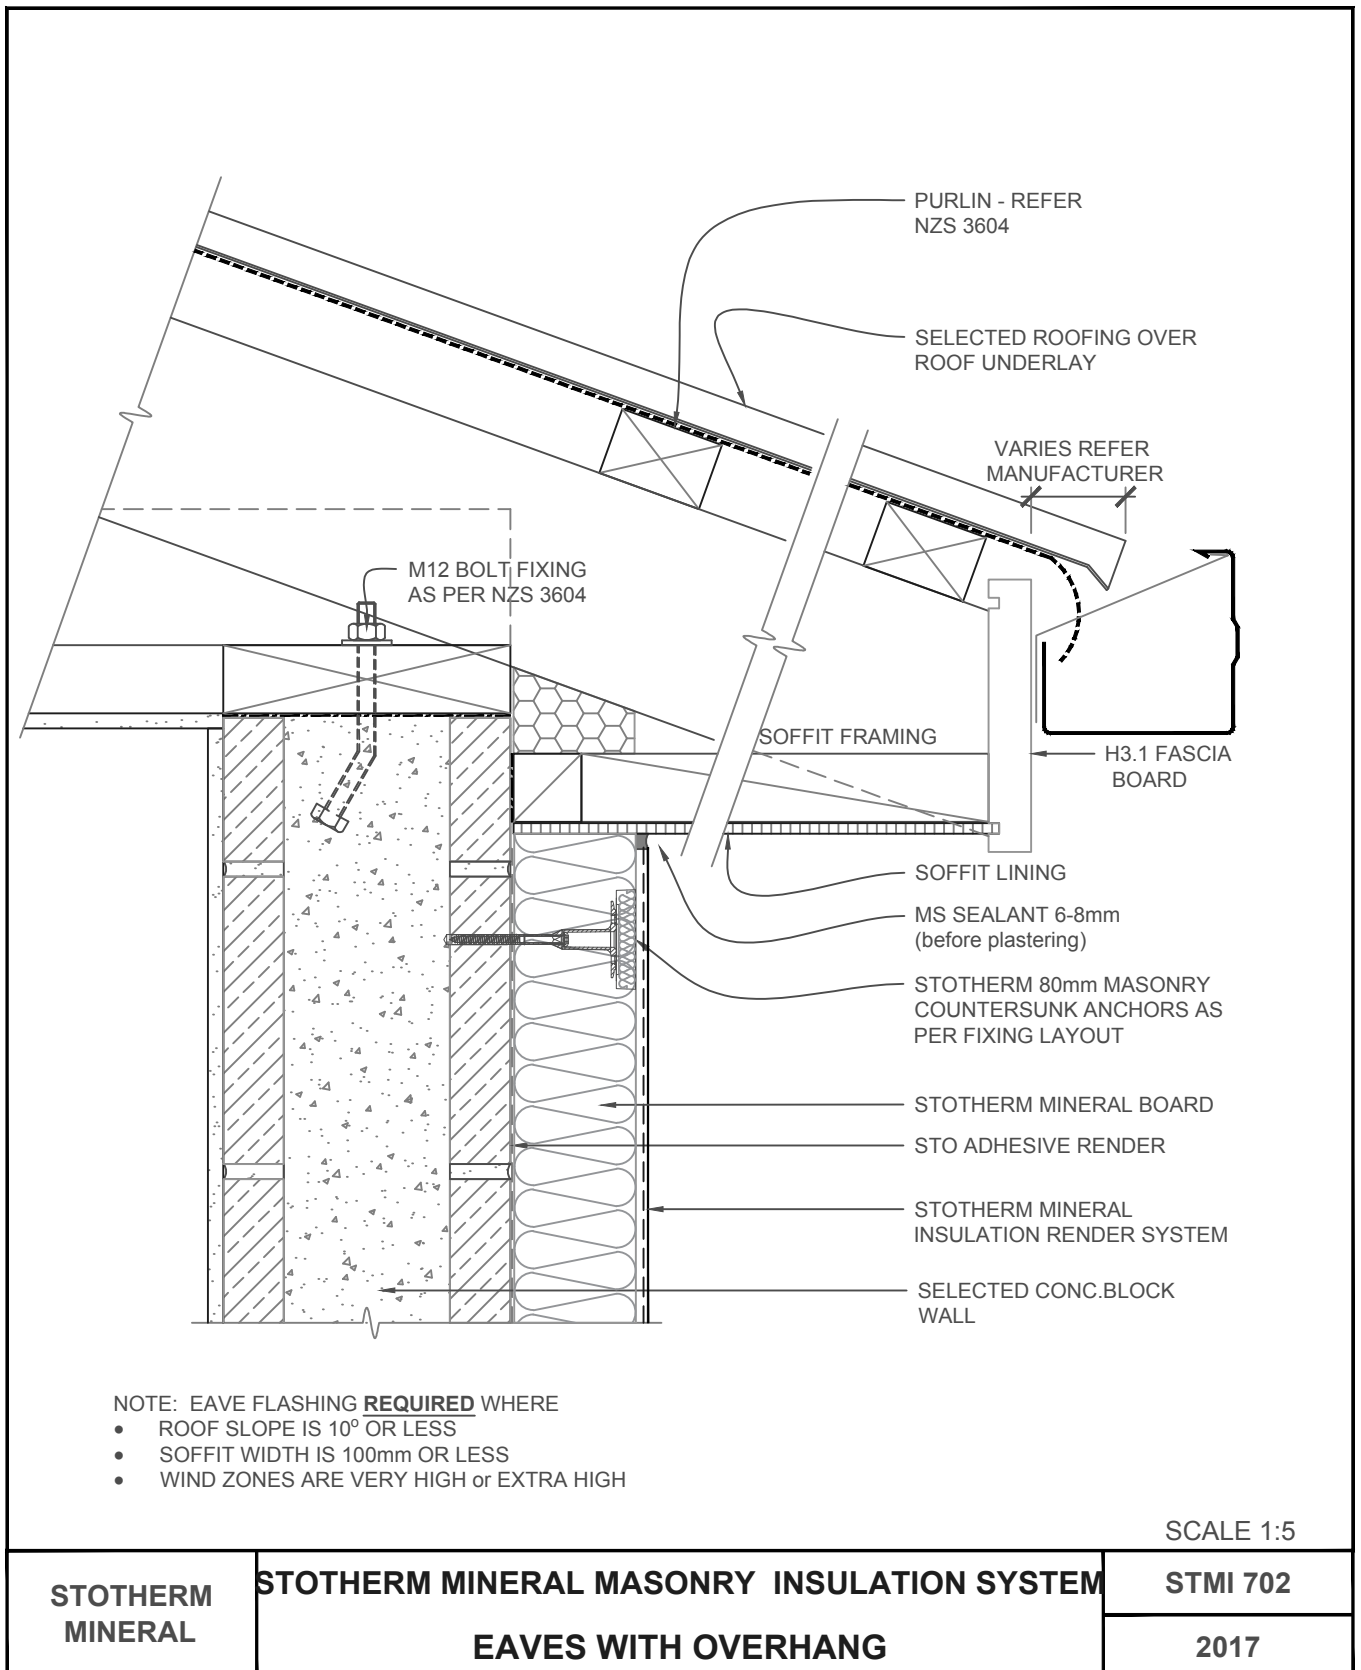 PURLIN - REFER
NZS 3604
SELECTED ROOFING OVER
ROOF UNDERLAY
VARIES REFER
MANUFACTURER
M12 BOLT FIXING
AS PER NZS 3604
SOFFIT FRAMING
H3.1 FASCIA
BOARD
SOFFIT LINING
MS SEALANT 6-8mm
(before plastering)
STOTHERM 80mm MASONRY
COUNTERSUNK ANCHORS AS
PER FIXING LAYOUT
STOTHERM MINERAL BOARD
STO ADHESIVE RENDER
STOTHERM MINERAL
INSULATION RENDER SYSTEM
SELECTED CONC.BLOCK
WALL
NOTE: EAVE FLASHING REQUIRED WHERE
• ROOF SLOPE IS 10° OR LESS
• SOFFIT WIDTH IS 100mm OR LESS
• WIND ZONES ARE VERY HIGH or EXTRA HIGH
SCALE 1:5
STOTHERM
MINERAL
STOTHERM MINERAL MASONRY INSULATION SYSTEM
EAVES WITH OVERHANG
STMI 702
2017